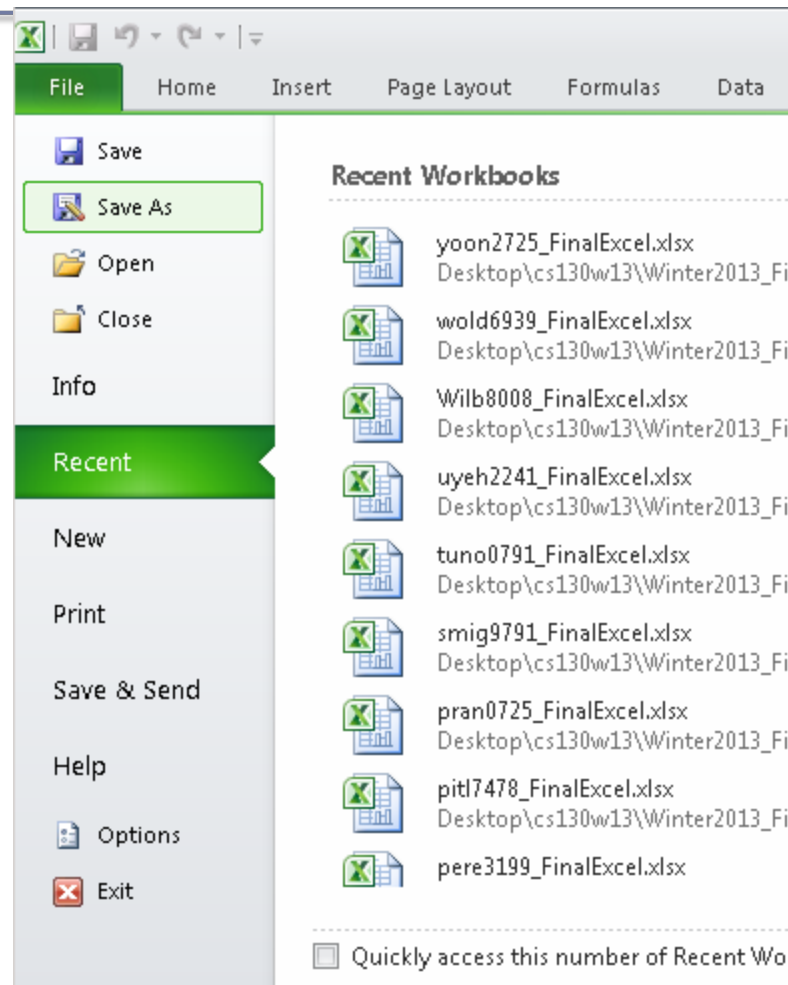 File Home Insert Page Layout Formulas Data
Save
Save As
Open
Close
Info
Recent
New
Print
Save & Send
Help
Options
Exit
Recent Workbooks
yoon2725_FinalExcel.xlsx
Desktop\cs130w13\Winter2013_Fi
wold6939_FinalExcel.xlsx
Desktop\cs130w13\Winter2013_Fi
Wilb8008_FinalExcel.xlsx
Desktop\cs130w13\Winter2013_Fi
uyeh2241_FinalExcel.xlsx
Desktop\cs130w13\Winter2013_Fi
tuno0791_FinalExcel.xlsx
Desktop\cs130w13\Winter2013_Fi
smig9791_FinalExcel.xlsx
Desktop\cs130w13\Winter2013_Fi
pran0725_FinalExcel.xlsx
Desktop\cs130w13\Winter2013_Fi
pitl7478_FinalExcel.xlsx
Desktop\cs130w13\Winter2013_Fi
pere3199_FinalExcel.xlsx
Quickly access this number of Recent Wo